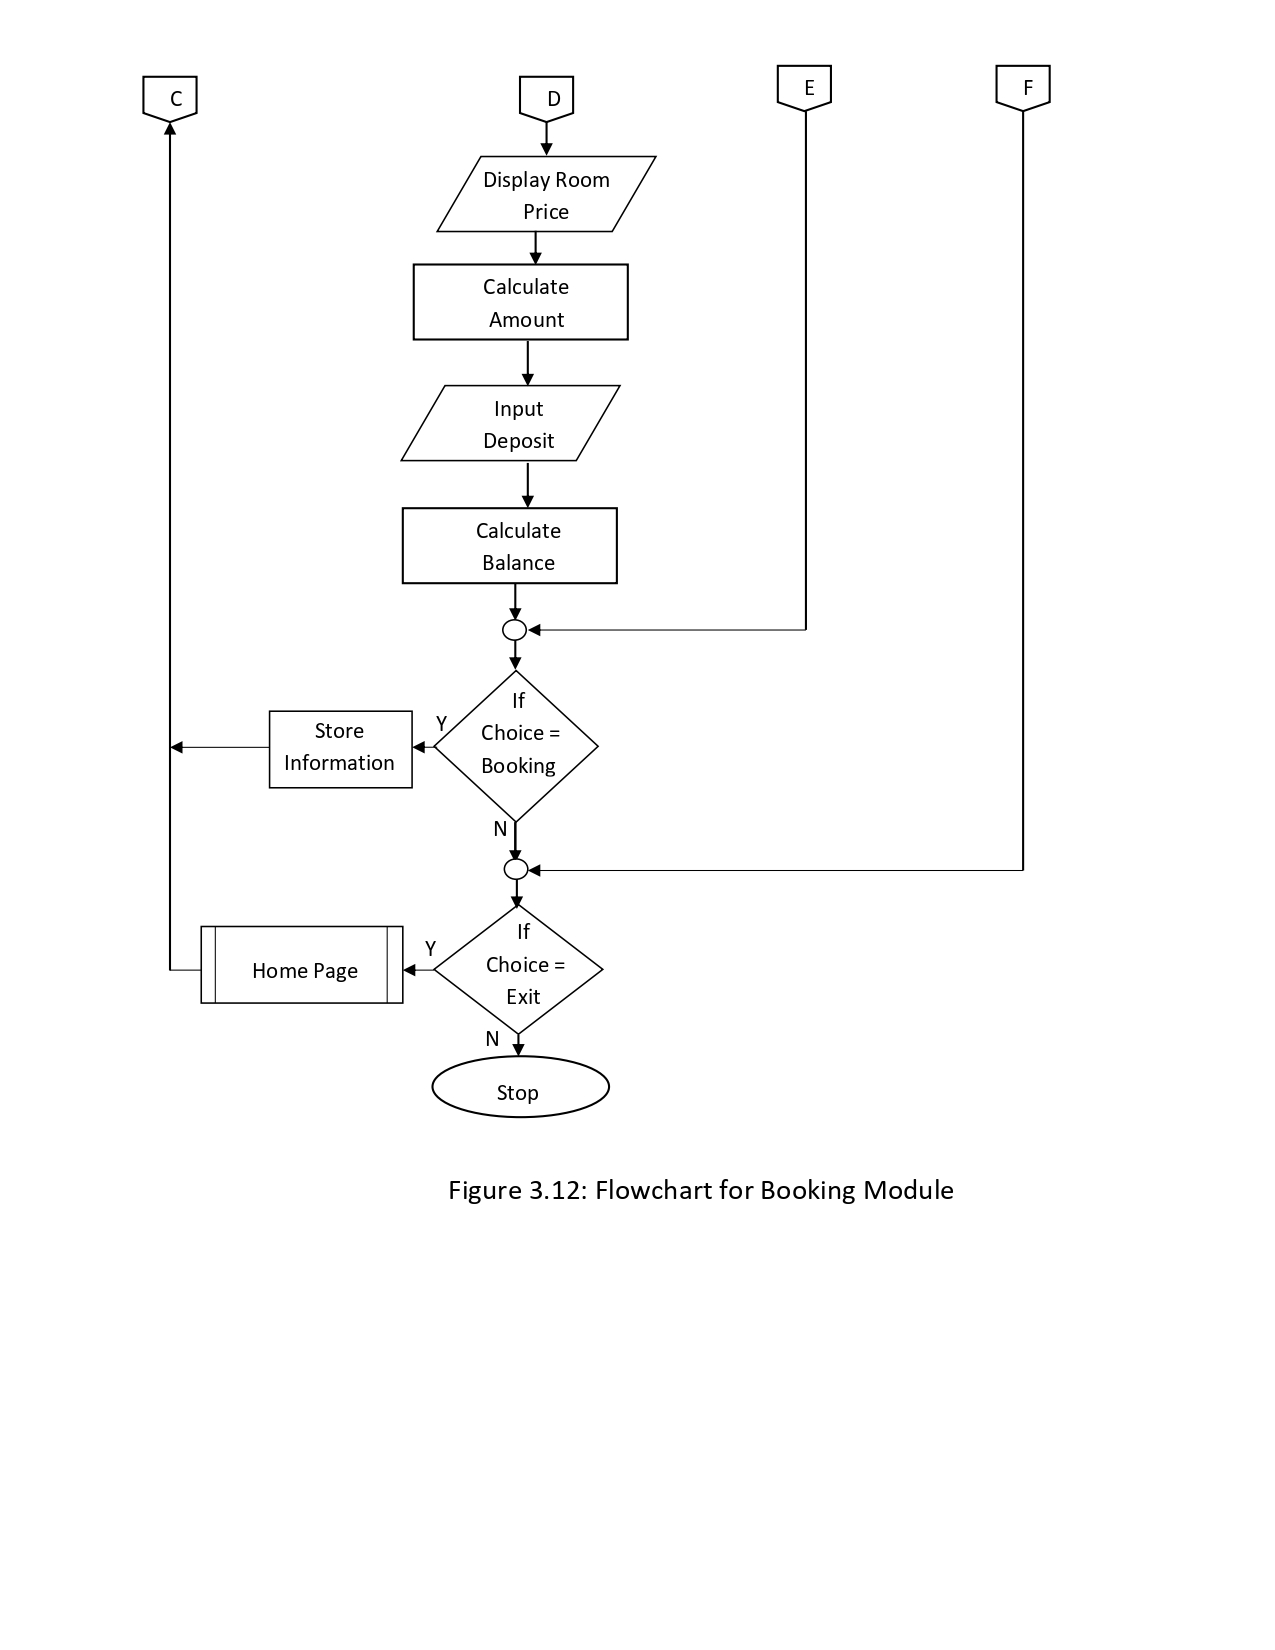 C
D
E
F
Display Room
Price
Calculate
Amount
Input
Deposit
Calculate
Balance
If
Choice =
Booking
Y
Store
Information
N
If
Choice =
Exit
Y
Home Page
N
Stop
Figure 3.12: Flowchart for Booking Module